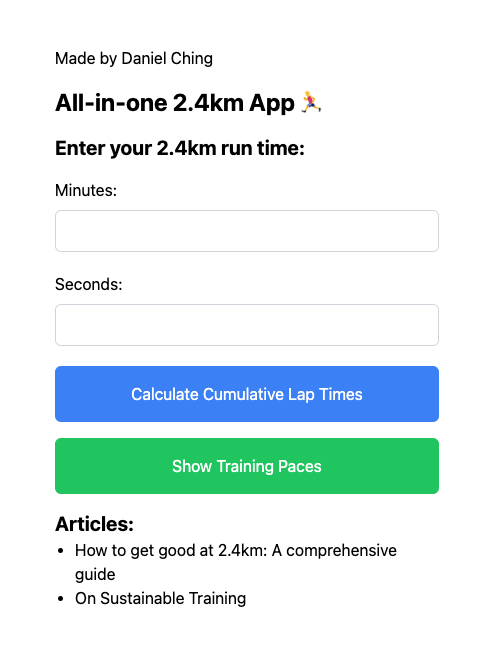 Made by Daniel Ching
All-in-one 2.4km App 🏃‍♀️
Enter your 2.4km run time:
Minutes:
Seconds:
Calculate Cumulative Lap Times
Show Training Paces
Articles:
• How to get good at 2.4km: A comprehensive
guide
• On Sustainable Training